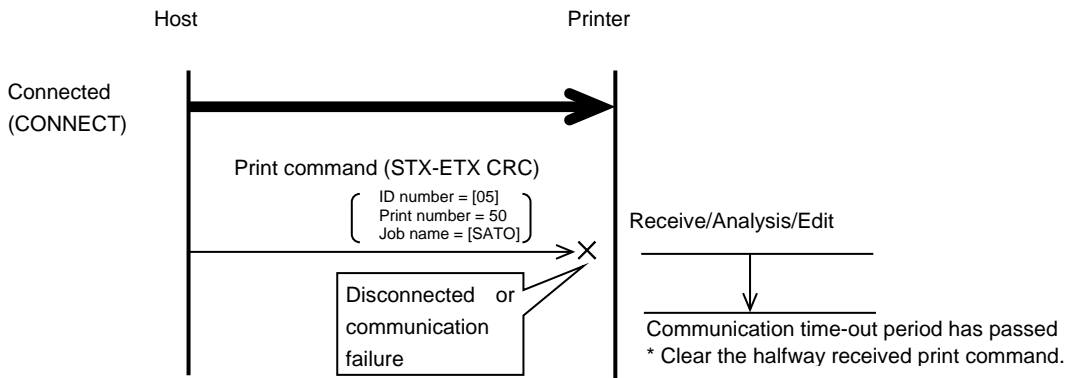 Host
Printer
Connected
(CONNECT)
Print command (STX-ETX CRC)
ID number = [05]
Print number = 50
Job name = [SATO]
Receive/Analysis/Edit
Disconnected or
communication
failure
Communication time-out period has passed
* Clear the halfway received print command.